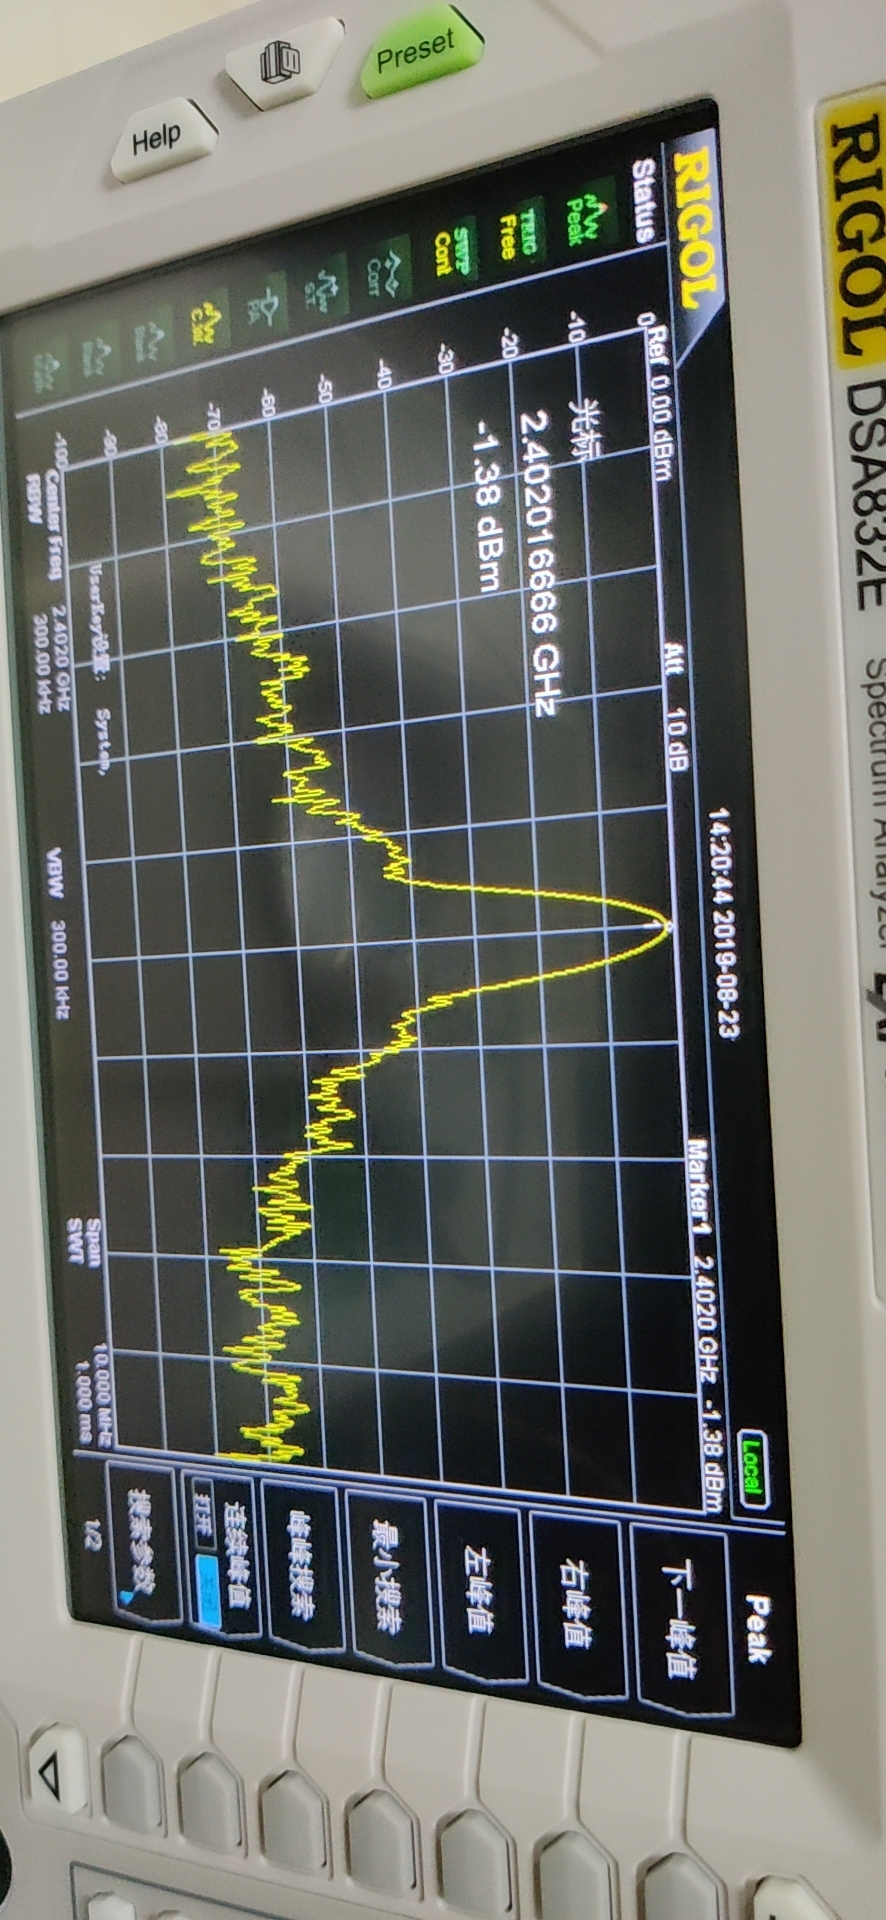 RIGOL DSA832E Spectrum Analyzer
Local
14:20:44 2019-08-23
RIGOL
Marker1 2.4020 GHz -1.38 dBm
Ref 0.00 dBm Att 10 dB
Status
Peak
TRIG
Free
SWP
Cont
Corr
S.T.
PA
C.W.
Blank
Blank
Math
0
-10
-20
-30
-40
-50
-60
-70
-80
-90
-100
1
光标
2.402016666 GHz
-1.38 dBm
UserKey设置: System,
Center Freq 2.4020 GHz
RBW 300.00 kHz
VBW 300.00 kHz
Span 10.000 MHz
SWT 1.000 ms
Peak
下一峰值
右峰值
左峰值
最小搜索
峰峰搜索
连续峰值
打开 关闭
搜索参数
1/2
Preset
Help